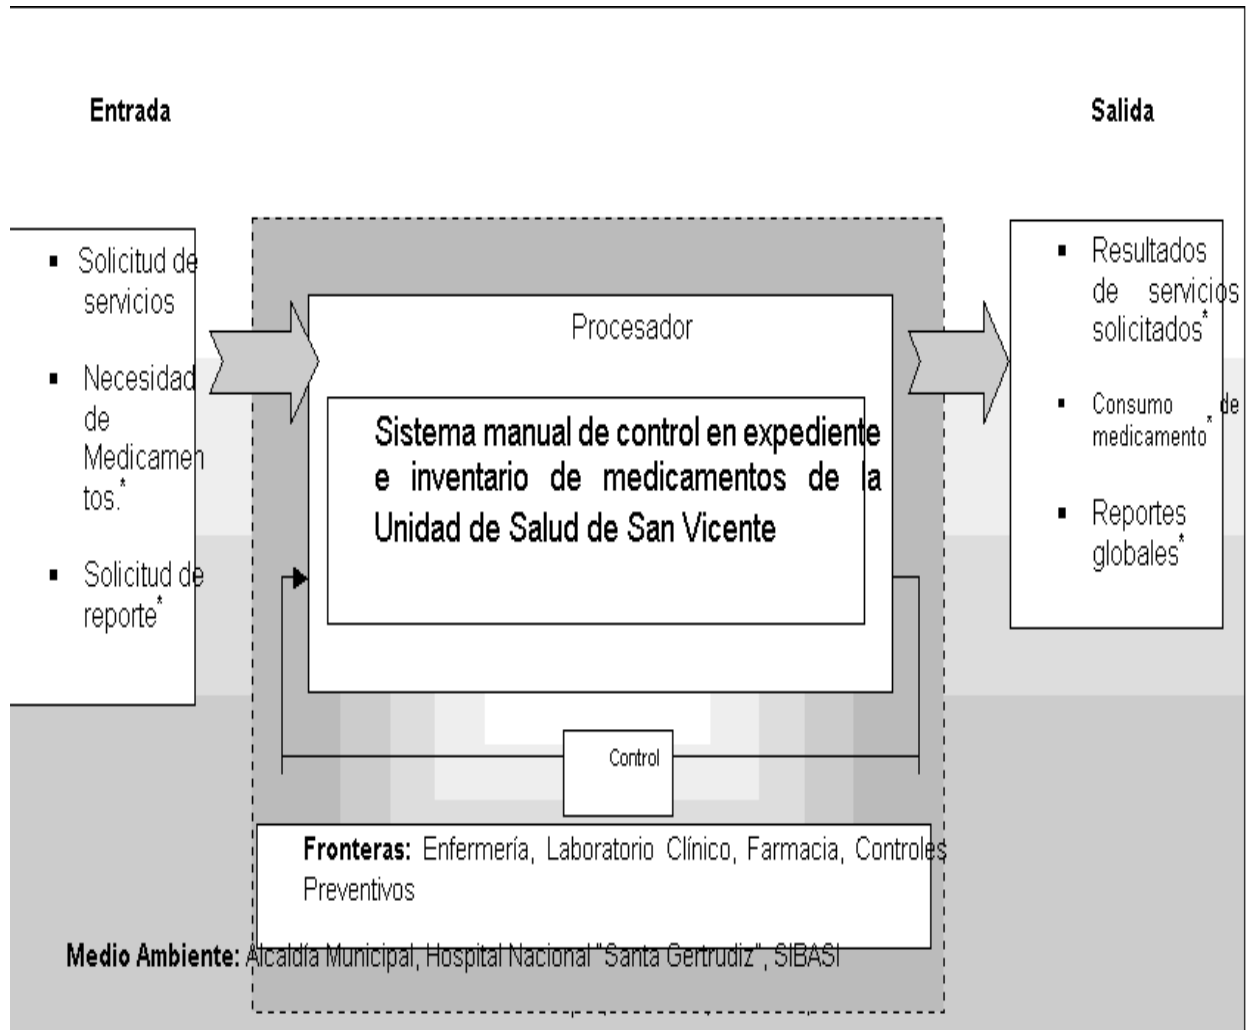 Entrada
Salida
▪ Solicitud de
servicios
▪ Necesidad
de
Medicamen
tos.*
▪ Solicitud de
reporte*
Procesador
Sistema manual de control en expediente
e inventario de medicamentos de la
Unidad de Salud de San Vicente
▪ Resultados
de servicios
solicitados*
▪ Consumo de
medicamento*
▪ Reportes
globales*
Control
Fronteras: Enfermería, Laboratorio Clínico, Farmacia, Controles
Preventivos
Medio Ambiente: Alcaldía Municipal, Hospital Nacional "Santa Gertrudiz", SIBASI